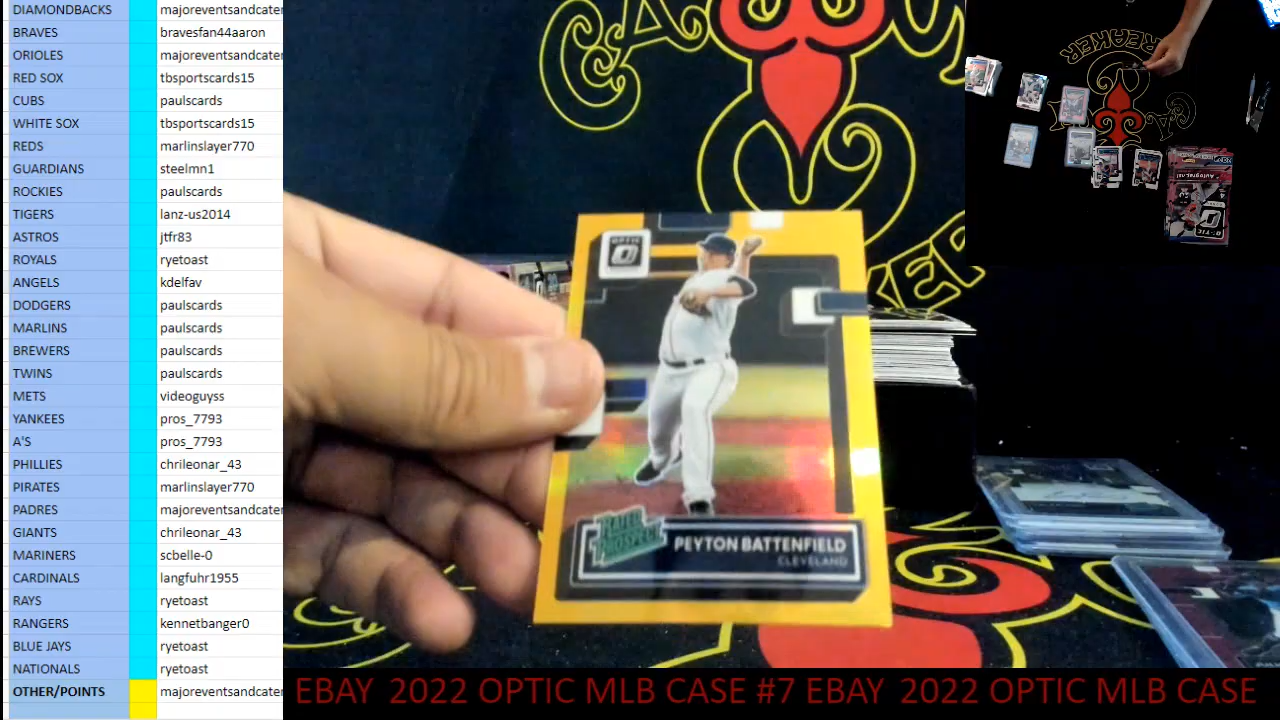 DIAMONDBACKS majoreventsandcater
BRAVES bravesfan44aaron
ORIOLES majoreventsandcater
RED SOX tbsportscards15
CUBS paulscards
WHITE SOX tbsportscards15
REDS marlinslayer770
GUARDIANS steelmn1
ROCKIES paulscards
TIGERS lanz-us2014
ASTROS jtfr83
ROYALS ryetoast
ANGELS kdelfav
DODGERS paulscards
MARLINS paulscards
BREWERS paulscards
TWINS paulscards
METS videoguyss
YANKEES pros_7793
A'S pros_7793
PHILLIES chrileonar_43
PIRATES marlinslayer770
PADRES majoreventsandcater
GIANTS chrileonar_43
MARINERS scbelle-0
CARDINALS langfuhr1955
RAYS ryetoast
RANGERS kennetbanger0
BLUE JAYS ryetoast
NATIONALS ryetoast
OTHER/POINTS majoreventsandcater
OPTIC
RATED PROSPECT
PEYTON BATTENFIELD
CLEVELAND
BREAKER
EBAY 2022 OPTIC MLB CASE #7 EBAY 2022 OPTIC MLB CASE